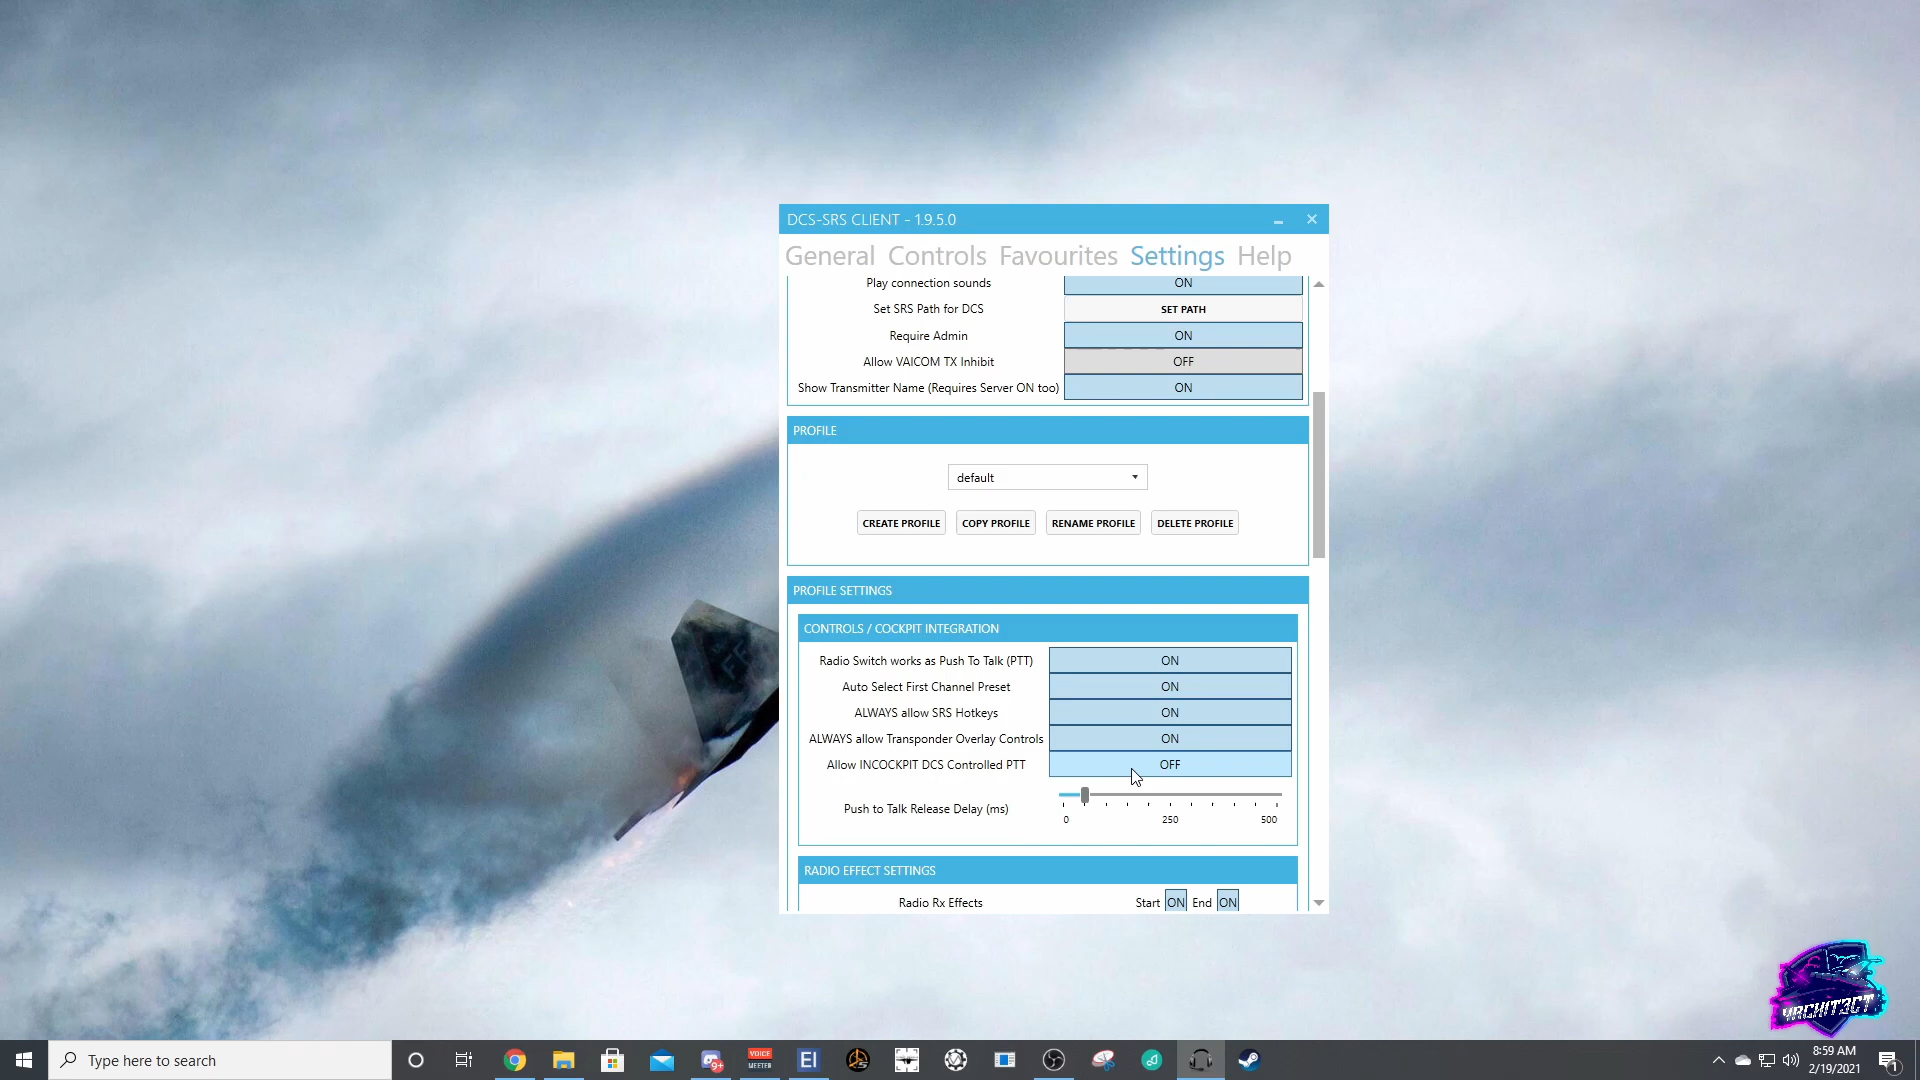 DCS-SRS CLIENT - 1.9.5.0
General Controls Favourites Settings Help
Play connection sounds ON
Set SRS Path for DCS SET PATH
Require Admin ON
Allow VAICOM TX Inhibit OFF
Show Transmitter Name (Requires Server ON too) ON
PROFILE
default
CREATE PROFILE COPY PROFILE RENAME PROFILE DELETE PROFILE
PROFILE SETTINGS
CONTROLS / COCKPIT INTEGRATION
Radio Switch works as Push To Talk (PTT) ON
Auto Select First Channel Preset ON
ALWAYS allow SRS Hotkeys ON
ALWAYS allow Transponder Overlay Controls ON
Allow INCOCKPIT DCS Controlled PTT OFF
Push to Talk Release Delay (ms)
0 250 500
RADIO EFFECT SETTINGS
Radio Rx Effects Start ON End ON
Type here to search
9+
VOICE
MEETER
EI
8:59 AM
2/19/2021
1